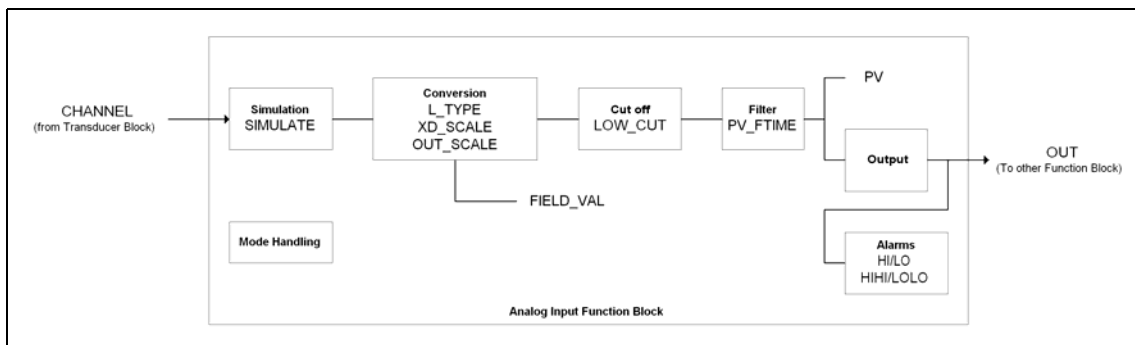 CHANNEL
(from Transducer Block)
Simulation
SIMULATE
Conversion
L_TYPE
XD_SCALE
OUT_SCALE
FIELD_VAL
Cut off
LOW_CUT
Filter
PV_FTIME
PV
Output
OUT
(To other Function Block)
Mode Handling
Alarms
HI/LO
HIHI/LOLO
Analog Input Function Block